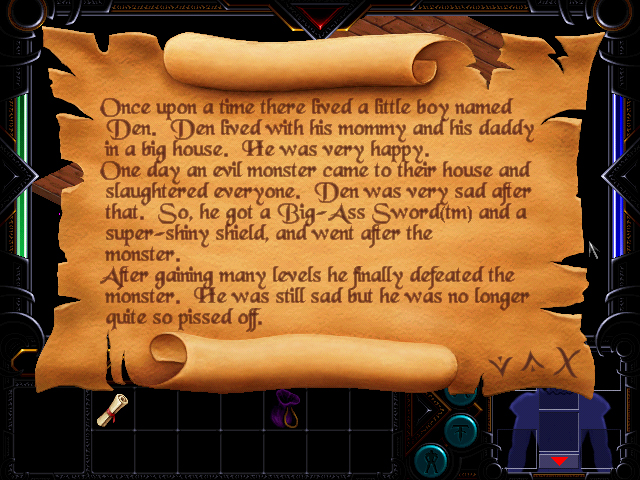 Once upon a time there lived a little boy named
Den. Den lived with his mommy and his daddy
in a big house. He was very happy.
One day an evil monster came to their house and
slaughtered everyone. Den was very sad after
that. So, he got a Big-Ass Sword(tm) and a
super-shiny shield, and went after the
monster.
After gaining many levels he finally defeated the
monster. He was still sad but he was no longer
quite so pissed off.
X